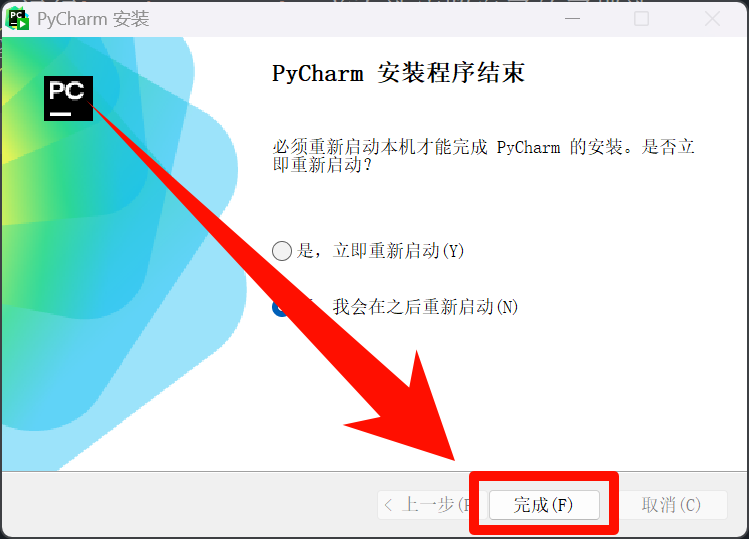 PyCharm 安装
PC
PyCharm 安装程序结束
必须重新启动本机才能完成 PyCharm 的安装。是否立
即重新启动？
是，立即重新启动(Y)
我会在之后重新启动(N)
< 上一步(P
完成(F)
取消(C)